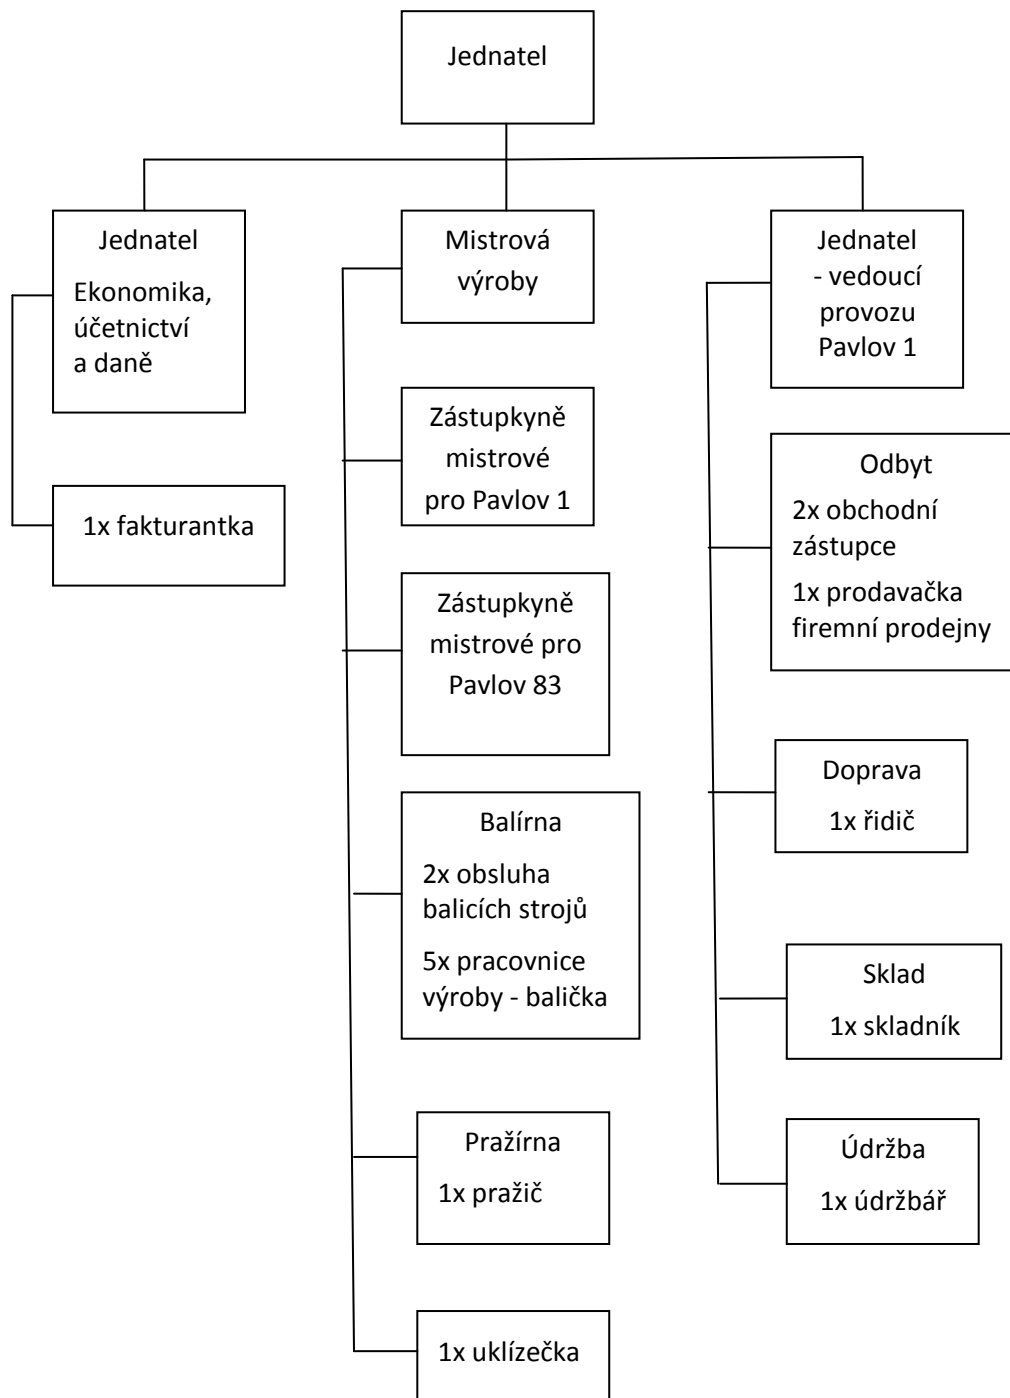 Jednatel
Jednatel
Ekonomika,
účetnictví
a daně
1x fakturantka
Mistrová
výroby
Zástupkyně
mistrové
pro Pavlov 1
Zástupkyně
mistrové pro
Pavlov 83
Balírna
2x obsluha
balicích strojů
5x pracovnice
výroby - balička
Pražírna
1x pražič
1x uklízečka
Jednatel
- vedoucí
provozu
Pavlov 1
Odbyt
2x obchodní
zástupce
1x prodavačka
firemní prodejny
Doprava
1x řidič
Sklad
1x skladník
Údržba
1x údržbář